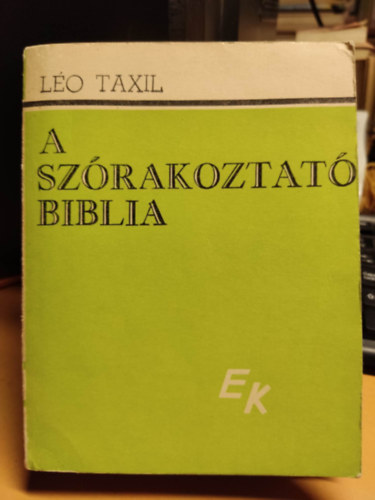 LÉO TAXIL
A
SZÓRAKOZTATÓ
BIBLIA
EK